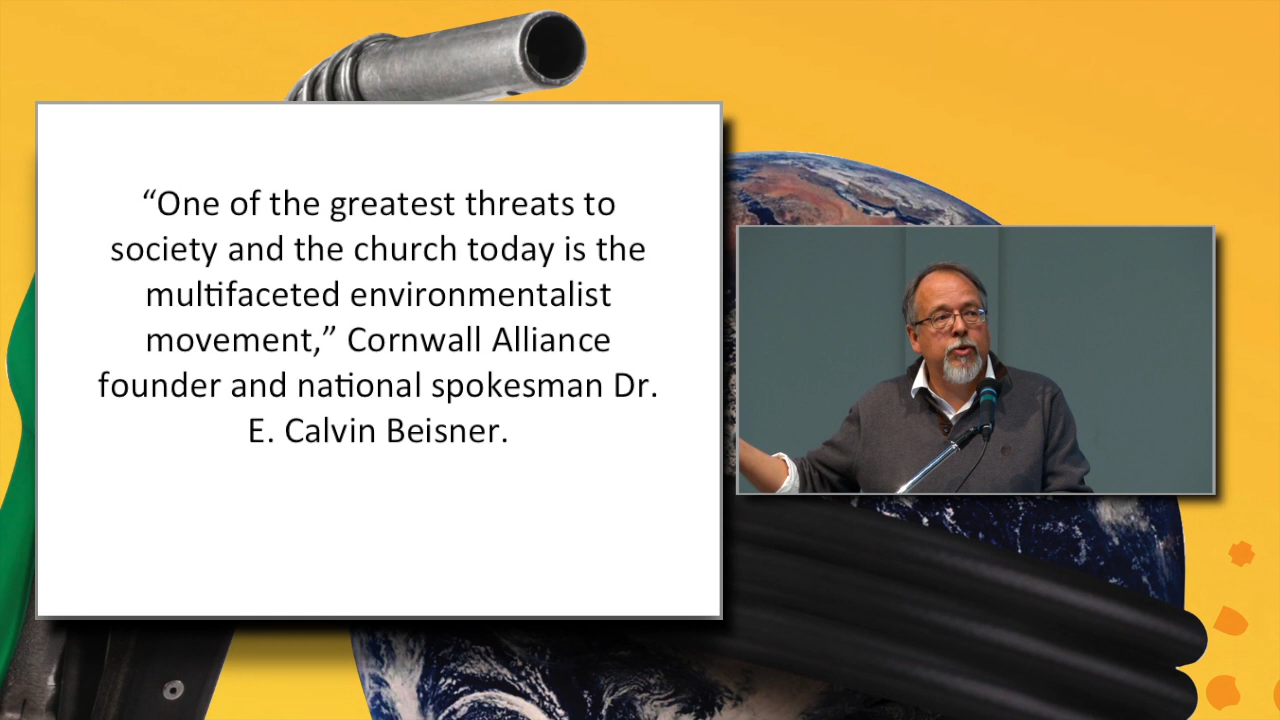 “One of the greatest threats to
society and the church today is the
multifaceted environmentalist
movement,” Cornwall Alliance
founder and national spokesman Dr.
E. Calvin Beisner.